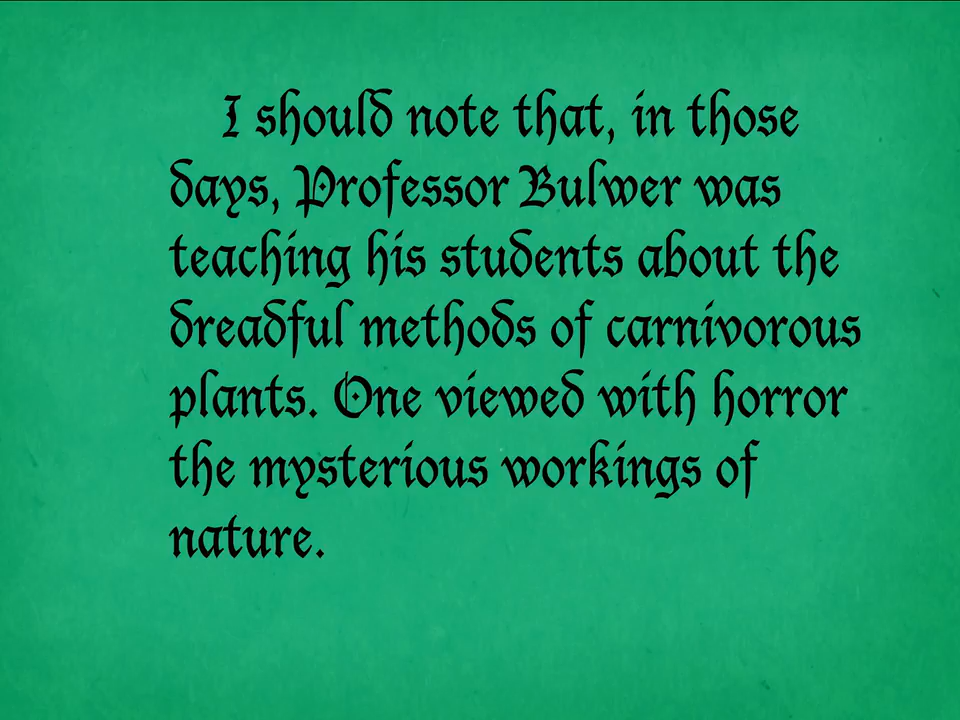 I should note that, in those
days, Professor Bulwer was
teaching his students about the
dreadful methods of carnivorous
plants. One viewed with horror
the mysterious workings of
nature.